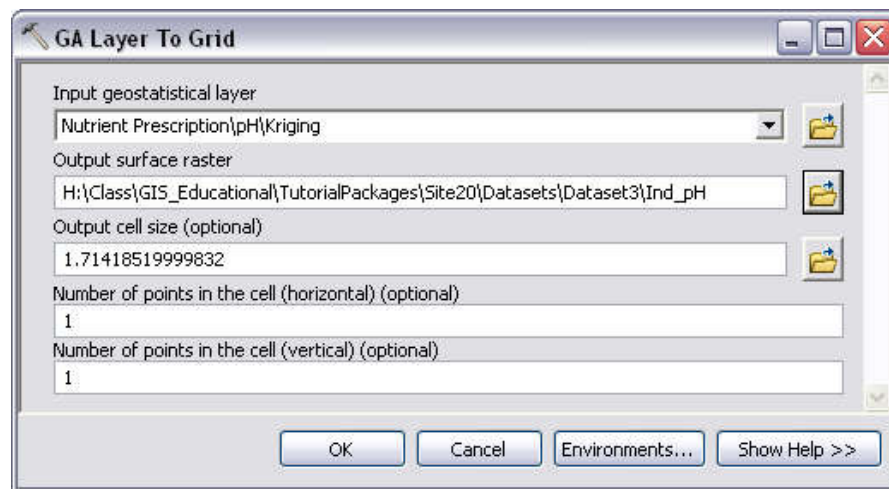 GA Layer To Grid
Input geostatistical layer
Nutrient Prescription\pH\Kriging
Output surface raster
H:\Class\GIS_Educational\TutorialPackages\Site20\Datasets\Dataset3\Ind_pH
Output cell size (optional)
1.71418519999832
Number of points in the cell (horizontal) (optional)
1
Number of points in the cell (vertical) (optional)
1
OK Cancel Environments... Show Help >>